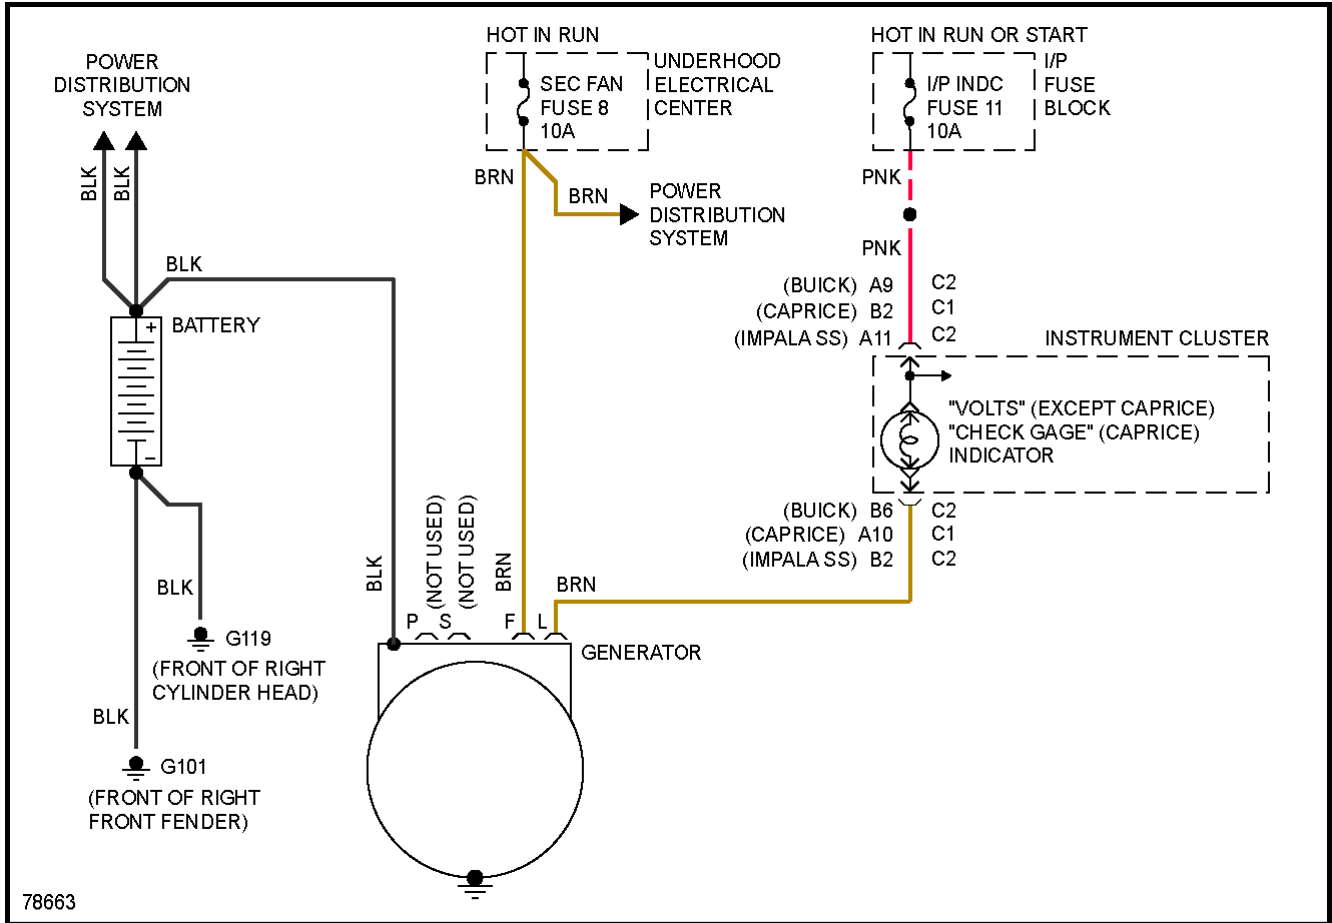 HOT IN RUN
HOT IN RUN OR START
POWER
DISTRIBUTION
SYSTEM
SEC FAN
FUSE 8
10A
UNDERHOOD
ELECTRICAL
CENTER
I/P INDC
FUSE 11
10A
I/P
FUSE
BLOCK
BLK
BLK
BRN
BRN
POWER
DISTRIBUTION
SYSTEM
PNK
PNK
BLK
(BUICK) A9 C2
(CAPRICE) B2 C1
(IMPALA SS) A11 C2
+
BATTERY
–
INSTRUMENT CLUSTER
"VOLTS" (EXCEPT CAPRICE)
"CHECK GAGE" (CAPRICE)
INDICATOR
(BUICK) B6 C2
(CAPRICE) A10 C1
(IMPALA SS) B2 C2
BLK
BLK
(NOT USED)
(NOT USED)
BRN
BRN
P S F L
GENERATOR
G119
(FRONT OF RIGHT
CYLINDER HEAD)
BLK
G101
(FRONT OF RIGHT
FRONT FENDER)
78663